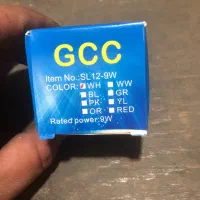 GCC
Item No.:SL12-9W
COLOR: WH WW
BL GR
PK YL
OR RED
Rated power:9W